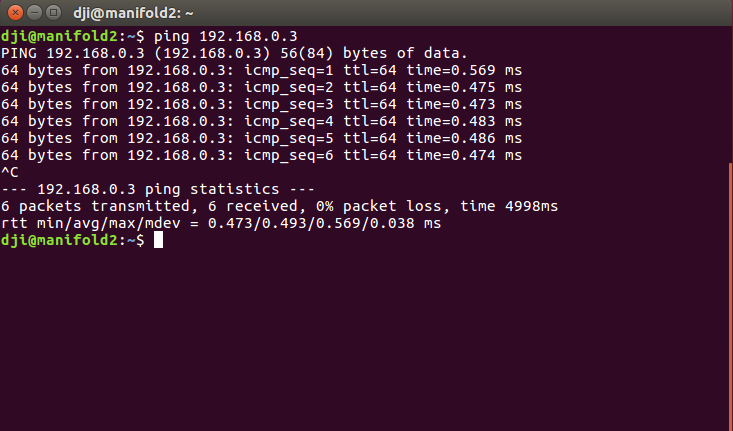 dji@manifold2: ~
dji@manifold2:~$ ping 192.168.0.3
PING 192.168.0.3 (192.168.0.3) 56(84) bytes of data.
64 bytes from 192.168.0.3: icmp_seq=1 ttl=64 time=0.569 ms
64 bytes from 192.168.0.3: icmp_seq=2 ttl=64 time=0.475 ms
64 bytes from 192.168.0.3: icmp_seq=3 ttl=64 time=0.473 ms
64 bytes from 192.168.0.3: icmp_seq=4 ttl=64 time=0.483 ms
64 bytes from 192.168.0.3: icmp_seq=5 ttl=64 time=0.486 ms
64 bytes from 192.168.0.3: icmp_seq=6 ttl=64 time=0.474 ms
^C
--- 192.168.0.3 ping statistics ---
6 packets transmitted, 6 received, 0% packet loss, time 4998ms
rtt min/avg/max/mdev = 0.473/0.493/0.569/0.038 ms
dji@manifold2:~$